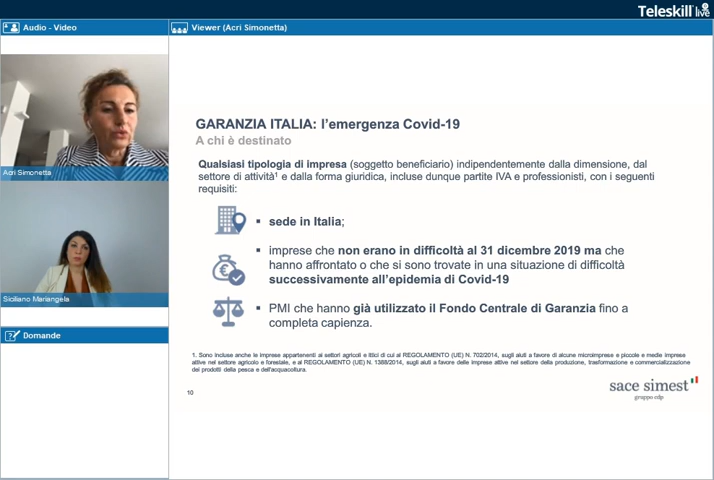 Teleskill live
Audio - Video
Viewer (Acri Simonetta)
Acri Simonetta
Siciliano Mariangela
Domande
GARANZIA ITALIA: l'emergenza Covid-19
A chi è destinato
Qualsiasi tipologia di impresa (soggetto beneficiario) indipendentemente dalla dimensione, dal
settore di attività¹ e dalla forma giuridica, incluse dunque partite IVA e professionisti, con i seguenti
requisiti:
▪ sede in Italia;
▪ imprese che non erano in difficoltà al 31 dicembre 2019 ma che
hanno affrontato o che si sono trovate in una situazione di difficoltà
successivamente all'epidemia di Covid-19
▪ PMI che hanno già utilizzato il Fondo Centrale di Garanzia fino a
completa capienza.
1. Sono incluse anche le imprese appartenenti ai settori agricoli e ittici di cui al REGOLAMENTO (UE) N. 702/2014, sugli aiuti a favore di alcune microimprese e piccole e medie imprese
attive nel settore agricolo e forestale, e al REGOLAMENTO (UE) N. 1388/2014, sugli aiuti a favore delle imprese attive nel settore della produzione, trasformazione e commercializzazione
dei prodotti della pesca e dell'acquacoltura.
10
sace simest
gruppo cdp